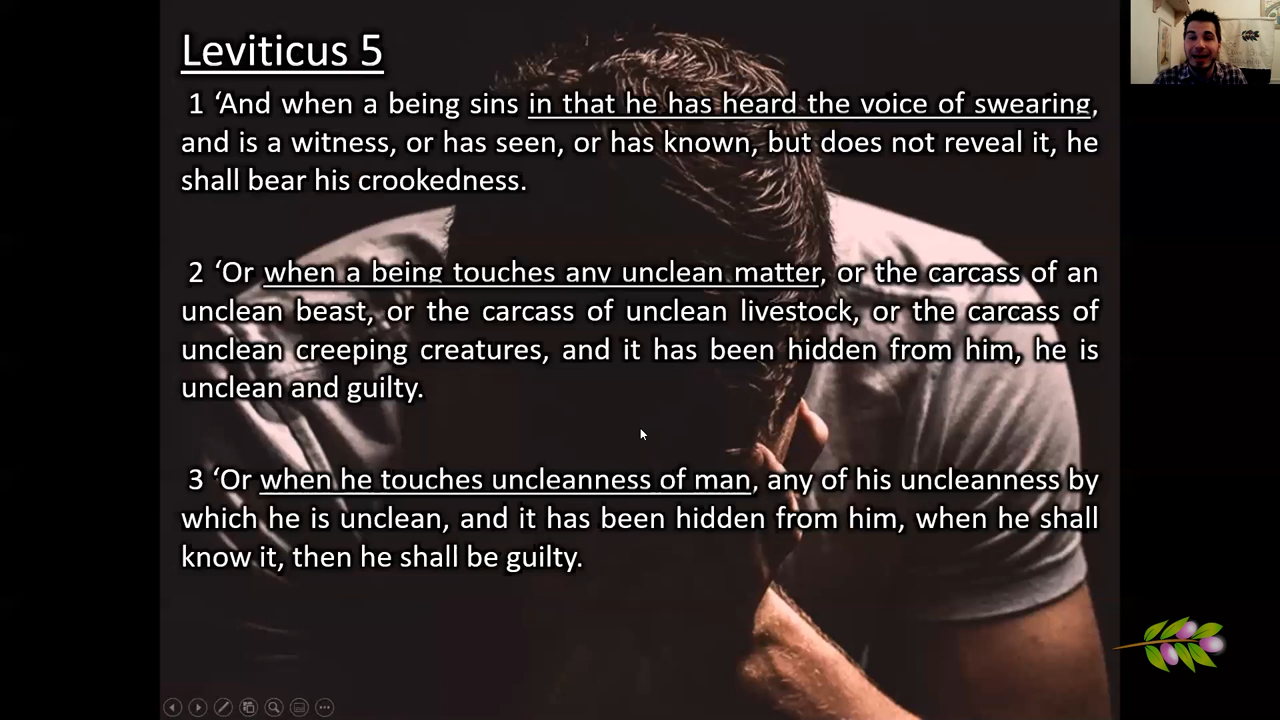 Leviticus 5
1 ‘And when a being sins in that he has heard the voice of swearing,
and is a witness, or has seen, or has known, but does not reveal it, he
shall bear his crookedness.
2 ‘Or when a being touches any unclean matter, or the carcass of an
unclean beast, or the carcass of unclean livestock, or the carcass of
unclean creeping creatures, and it has been hidden from him, he is
unclean and guilty.
3 ‘Or when he touches uncleanness of man, any of his uncleanness by
which he is unclean, and it has been hidden from him, when he shall
know it, then he shall be guilty.